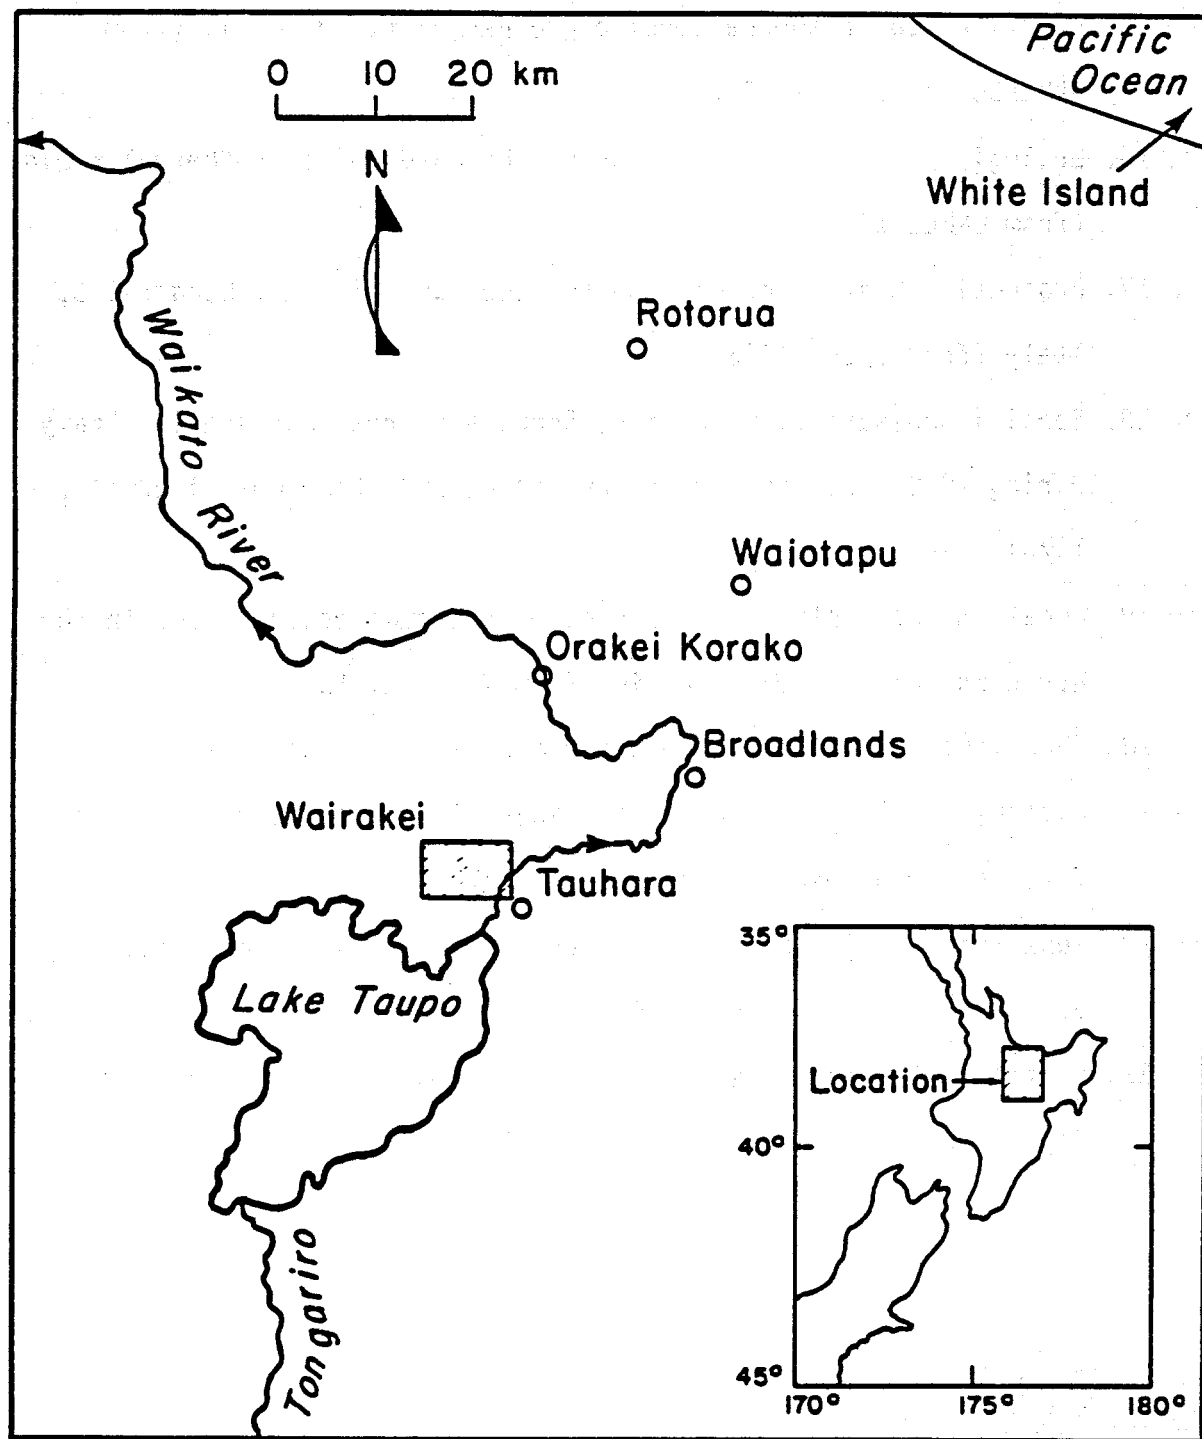 Pacific
Ocean
0 10 20 km
N
White Island
Rotorua
Waikato
River
Waiotapu
Orakei Korako
Broadlands
Wairakei
Tauhara
Lake Taupo
Tongariro
35°
Location
40°
45°
170° 175° 180°